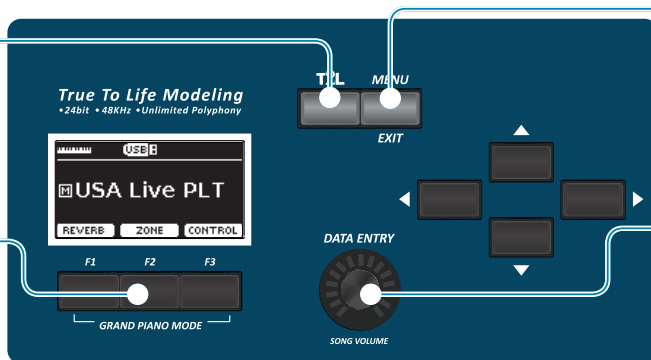 T2L
MENU
EXIT
True To Life Modeling
•24bit •48KHz •Unlimited Polyphony
USB
M USA Live PLT
REVERB ZONE CONTROL
F1 F2 F3
GRAND PIANO MODE
DATA ENTRY
SONG VOLUME